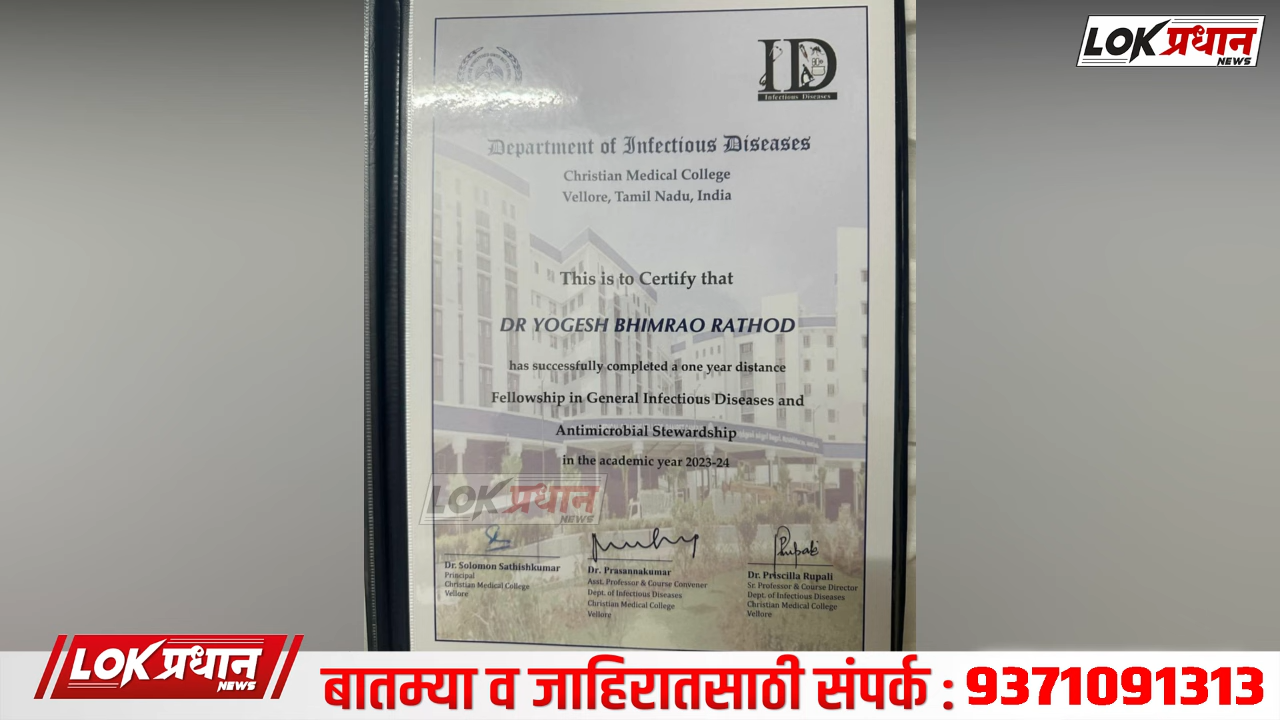 LOK प्रधान
NEWS
ID
Infectious Diseases
Department of Infectious Diseases
Christian Medical College
Vellore, Tamil Nadu, India
This is to Certify that
DR YOGESH BHIMRAO RATHOD
has successfully completed a one year distance
Fellowship in General Infectious Diseases and
Antimicrobial Stewardship
in the academic year 2023-24
LOK प्रधान
NEWS
Rupali
Dr. Solomon Sathishkumar
Principal
Christian Medical College
Vellore
Dr. Prasannakumar
Asst. Professor & Course Convener
Dept. of Infectious Diseases
Christian Medical College
Vellore
Dr. Priscilla Rupali
Sr. Professor & Course Director
Dept. of Infectious Diseases
Christian Medical College
Vellore
LOK प्रधान
NEWS
बातम्या व जाहिरातसाठी संपर्क : 9371091313